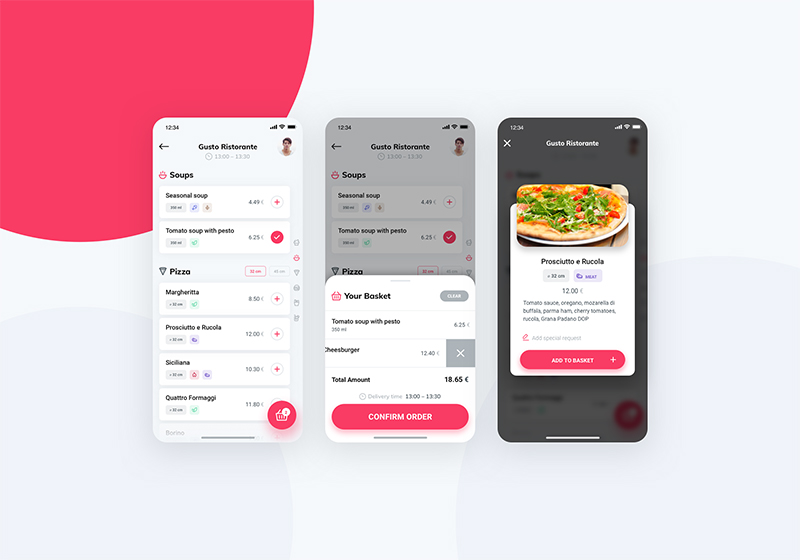 12:34
Gusto Ristorante
13:00 – 13:30
Soups
Seasonal soup
4.49 €
350 ml
Tomato soup with pesto
6.25 €
350 ml
Pizza
32 cm
45 cm
Margheritta
8.50 €
⌀ 32 cm
Prosciutto e Rucola
12.00 €
⌀ 32 cm
Siciliana
10.30 €
⌀ 32 cm
Quattro Formaggi
11.80 €
⌀ 32 cm
12:34
Gusto Ristorante
13:00 – 13:30
Soups
Seasonal soup
4.49 €
350 ml
Tomato soup with pesto
6.25 €
350 ml
Pizza
32 cm
45 cm
Your Basket
CLEAR
Tomato soup with pesto
6.25 €
350 ml
Cheesburger
12.40 €
Total Amount
18.65 €
Delivery time 13:00 – 13:30
CONFIRM ORDER
12:34
Gusto Ristorante
Prosciutto e Rucola
⌀ 32 cm
MEAT
12.00 €
Tomato sauce, oregano, mozarella di
buffala, parma ham, cherry tomatoes,
rucola, Grana Padano DOP
Add special request
ADD TO BASKET +